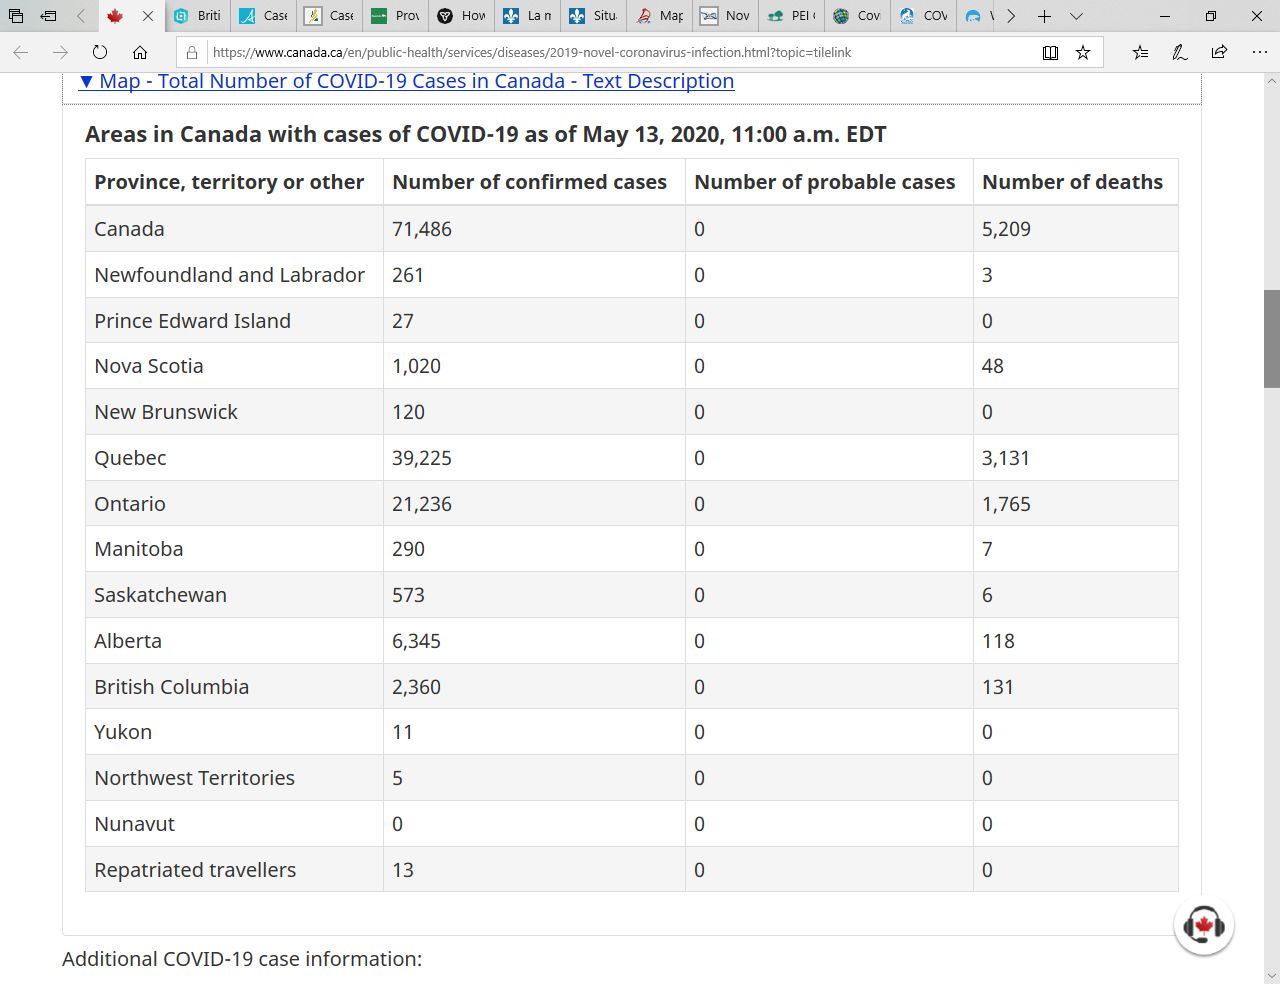 Briti
Case
Case
Prov
How
La m
Situ
Map
Nov
PEI
Cov
COV
https://www.canada.ca/en/public-health/services/diseases/2019-novel-coronavirus-infection.html?topic=tilelink
▼ Map - Total Number of COVID-19 Cases in Canada - Text Description
Areas in Canada with cases of COVID-19 as of May 13, 2020, 11:00 a.m. EDT
Province, territory or other Number of confirmed cases Number of probable cases Number of deaths
Canada 71,486 0 5,209
Newfoundland and Labrador 261 0 3
Prince Edward Island 27 0 0
Nova Scotia 1,020 0 48
New Brunswick 120 0 0
Quebec 39,225 0 3,131
Ontario 21,236 0 1,765
Manitoba 290 0 7
Saskatchewan 573 0 6
Alberta 6,345 0 118
British Columbia 2,360 0 131
Yukon 11 0 0
Northwest Territories 5 0 0
Nunavut 0 0 0
Repatriated travellers 13 0 0
Additional COVID-19 case information: